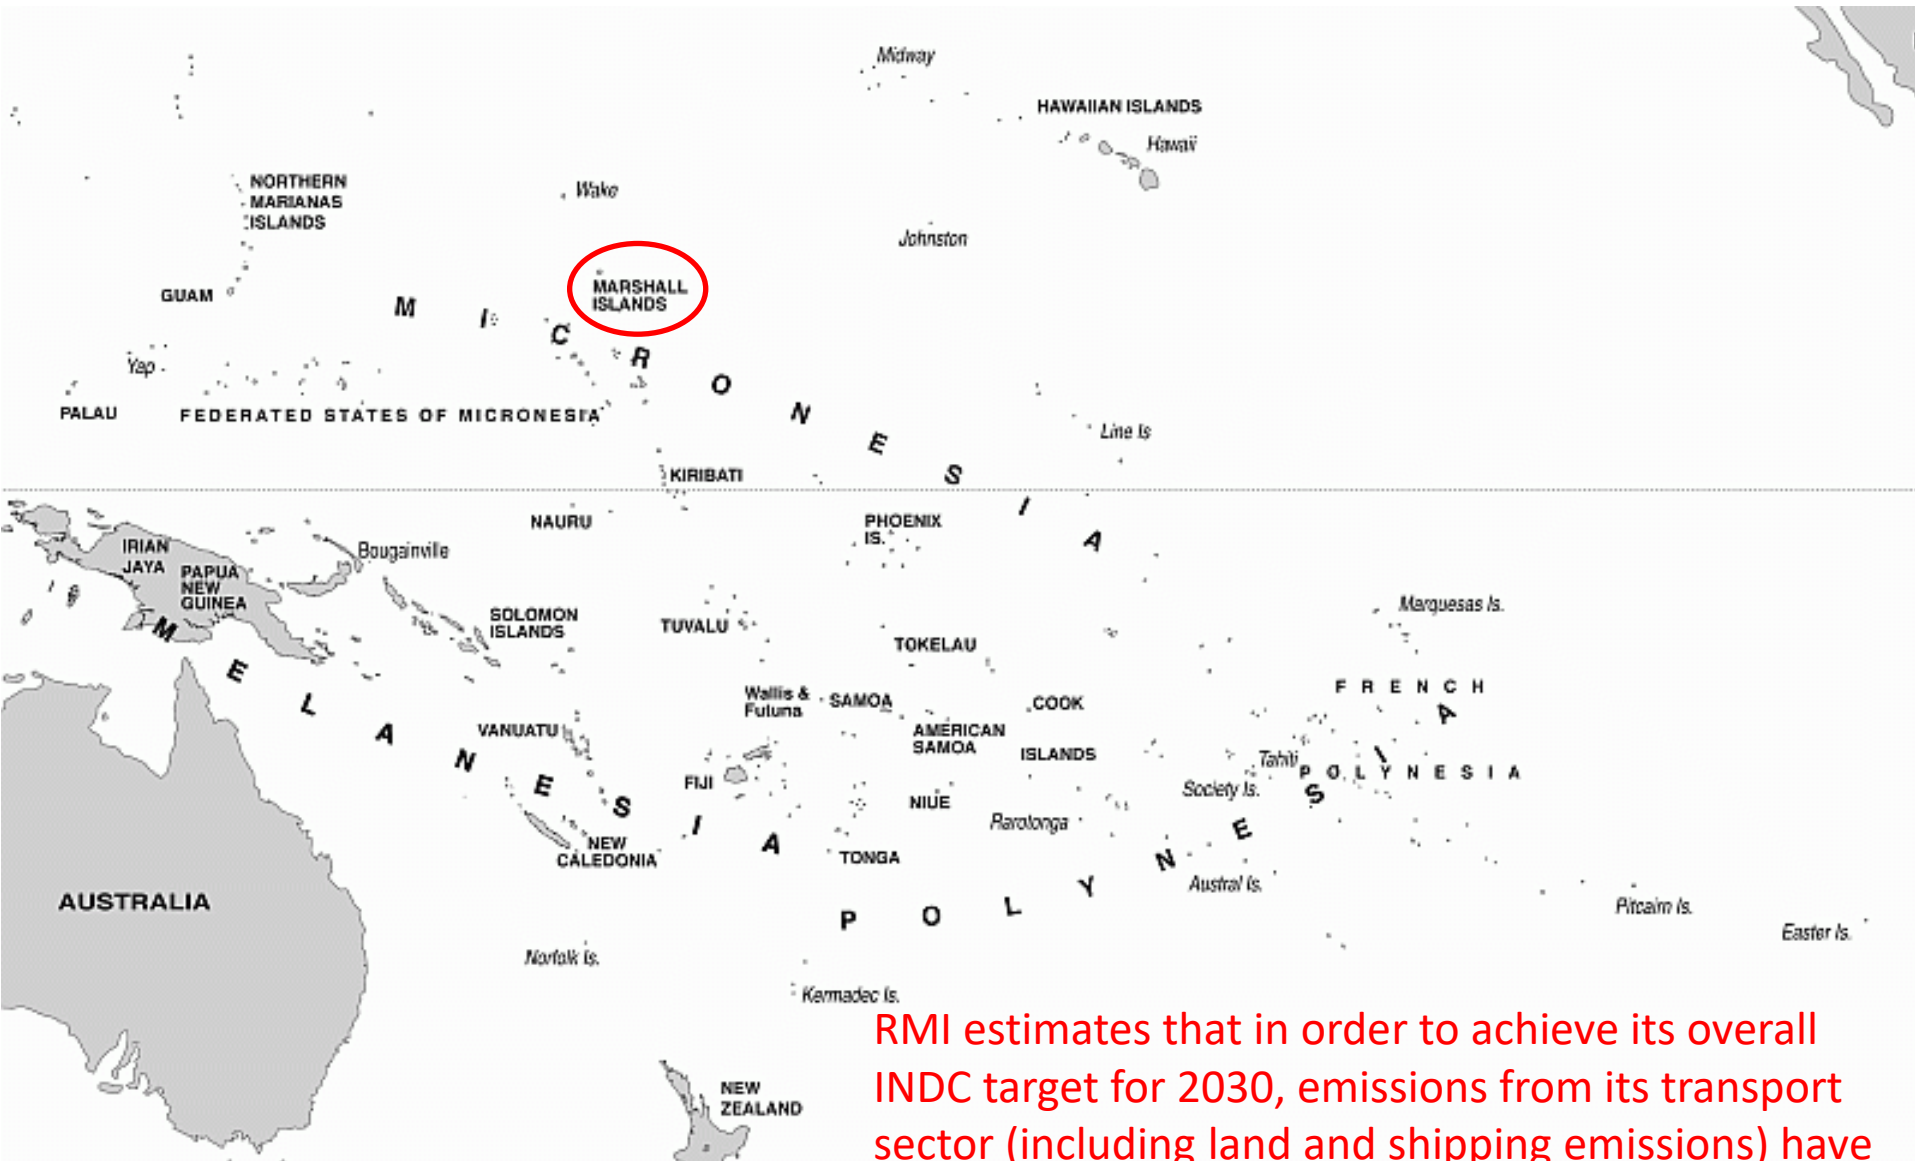 Midway
HAWAIIAN ISLANDS
Hawaii
NORTHERN
MARIANAS
ISLANDS
Wake
Johnston
MARSHALL
ISLANDS
GUAM
M I C R O N E S I A
Yap
PALAU
FEDERATED STATES OF MICRONESIA
Line Is
KIRIBATI
NAURU
PHOENIX
IS.
IRIAN
JAYA
PAPUA
NEW
GUINEA
Bougainville
SOLOMON
ISLANDS
TUVALU
TOKELAU
Marquesas Is.
M E L A N E S I A
Wallis &
Futuna
SAMOA
AMERICAN
SAMOA
COOK
ISLANDS
FRENCH
POLYNESIA
VANUATU
FIJI
NIUE
Tahiti
Society Is.
Rarotonga
NEW
CALEDONIA
TONGA
P O L Y N E S I A
Austral Is.
AUSTRALIA
Pitcairn Is.
Easter Is.
Norfolk Is.
Kermadec Is.
NEW
ZEALAND
RMI estimates that in order to achieve its overall
INDC target for 2030, emissions from its transport
sector (including land and shipping emissions) have